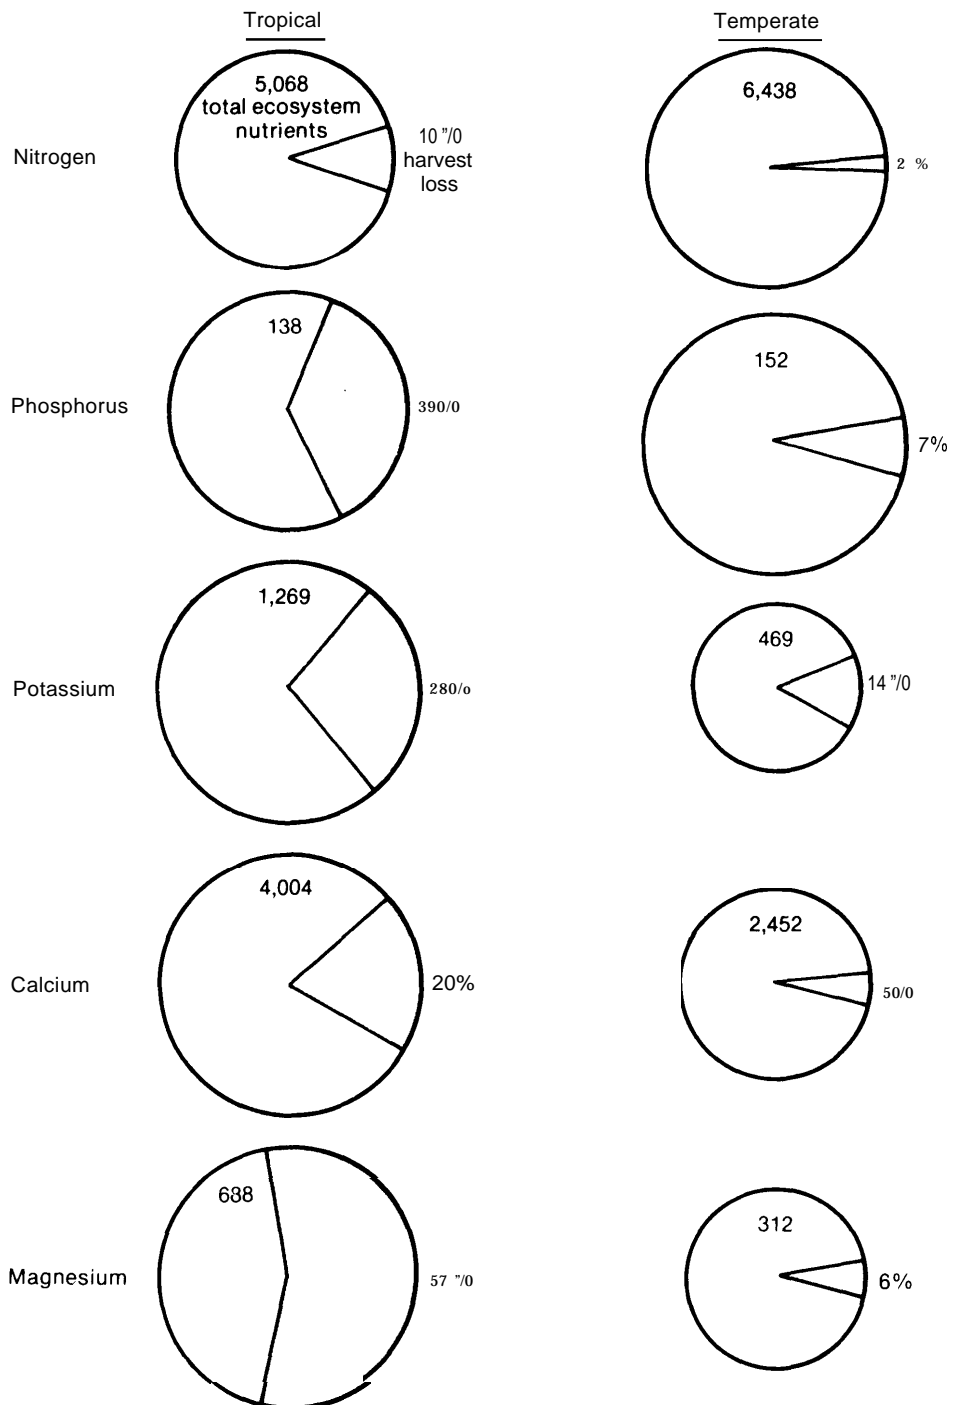 Tropical
Temperate
5,068
total ecosystem
nutrients
Nitrogen
10 "/0
harvest
loss
6,438
2 %
Phosphorus
138
390/0
152
7%
Potassium
1,269
280/o
469
14 "/0
Calcium
4,004
20%
2,452
50/0
Magnesium
688
57 "/0
312
6%